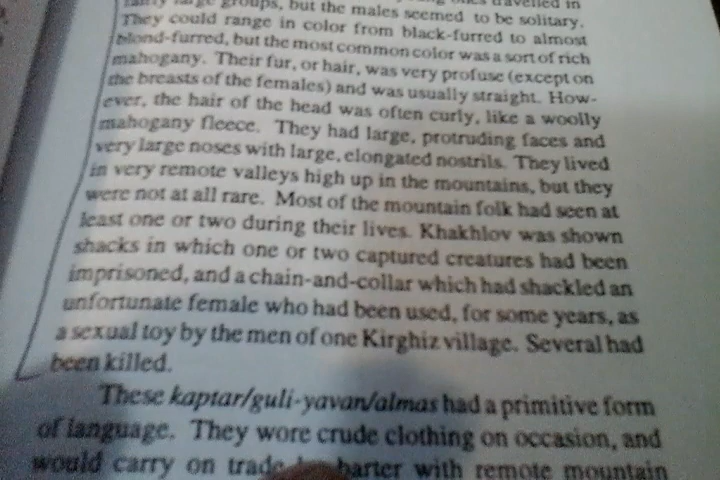 large groups, but the males seemed to be solitary.
They could range in color from black-furred to almost
blond-furred, but the most common color was a sort of rich
mahogany. Their fur, or hair, was very profuse (except on
the breasts of the females) and was usually straight. How-
ever, the hair of the head was often curly, like a woolly
mahogany fleece. They had large, protruding faces and
very large noses with large, elongated nostrils. They lived
in very remote valleys high up in the mountains, but they
were not at all rare. Most of the mountain folk had seen at
least one or two during their lives. Khakhlov was shown
shacks in which one or two captured creatures had been
imprisoned, and a chain-and-collar which had shackled an
unfortunate female who had been used, for some years, as
a sexual toy by the men of one Kirghiz village. Several had
been killed.
These kaptar/guli-yavan/almas had a primitive form
of language. They wore crude clothing on occasion, and
would carry on trade barter with remote mountain